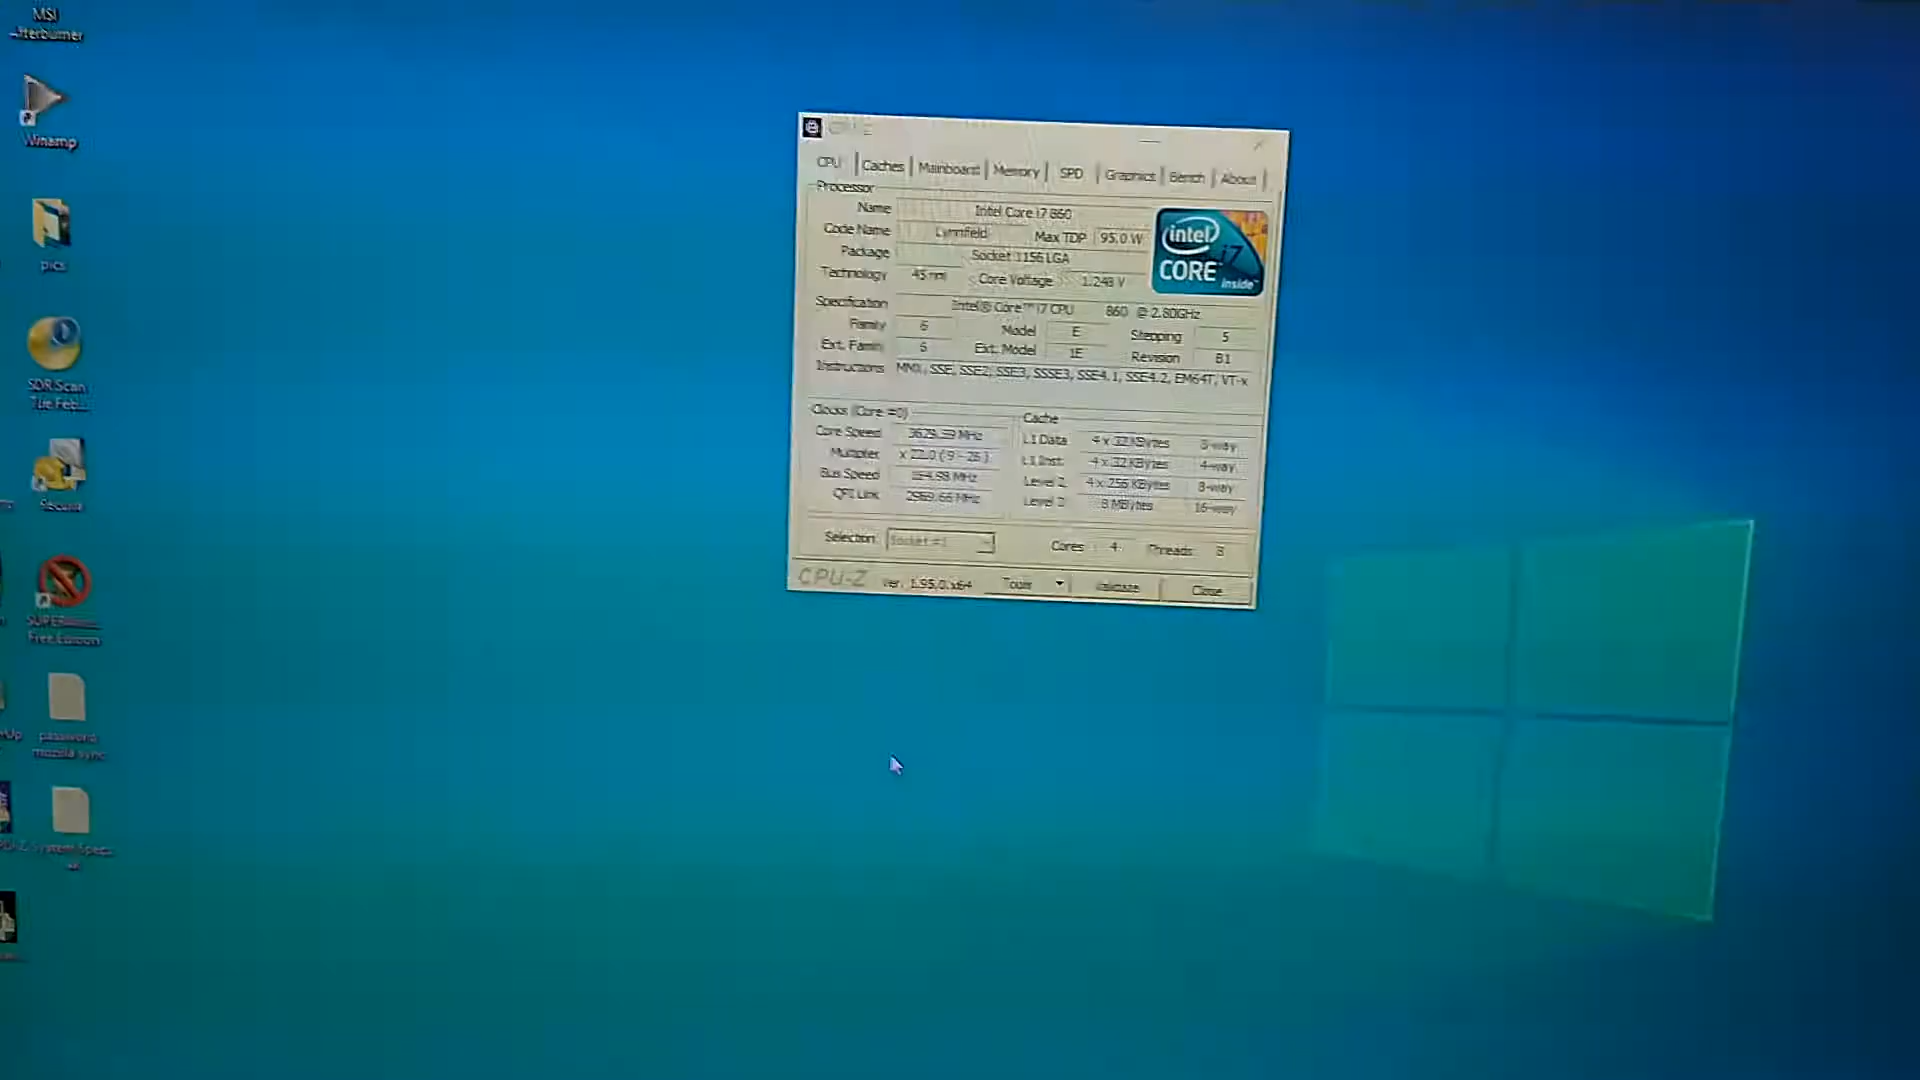 MSI
Winamp
pics
SDR Scan
Tue Feb...
Free Edition
password
mozilla sync
System Spec...
CPU
Caches
Mainboard
Memory
SPD
Graphics
Bench
About
Processor
Name Intel Core i7 860
Code Name Lynnfield Max TDP 95.0 W
Package Socket 1156 LGA
Technology 45 nm Core Voltage 1.248 V
intel
CORE i7
inside™
Specification Intel® Core™ i7 CPU 860 @ 2.80GHz
Family 6 Model E Stepping 5
Ext. Family 6 Ext. Model 1E Revision B1
Instructions MMX, SSE, SSE2, SSE3, SSSE3, SSE4.1, SSE4.2, EM64T, VT-x
Clocks (Core #0)
Core Speed MHz
Multiplier x 22.0 ( 9 - 26 )
Bus Speed 164.98 MHz
QPI Link 2969.66 MHz
Cache
L1 Data 4 x 32 KBytes 8-way
L1 Inst. 4 x 32 KBytes 4-way
Level 2 4 x 256 KBytes 8-way
Level 3 8 MBytes 16-way
Selection Socket #1
Cores 4 Threads 8
CPU-Z Ver. 1.95.0.x64 Tools Validate Close